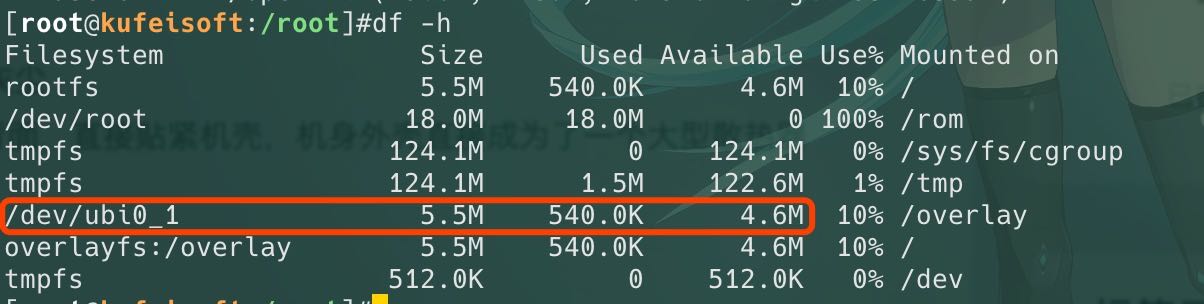 [root@kufeisoft:/root]#df -h
Filesystem                Size      Used Available Use% Mounted on
rootfs                    5.5M    540.0K      4.6M  10% /
/dev/root                18.0M     18.0M         0 100% /rom
tmpfs                   124.1M         0    124.1M   0% /sys/fs/cgroup
tmpfs                   124.1M      1.5M    122.6M   1% /tmp
/dev/ubi0_1               5.5M    540.0K      4.6M  10% /overlay
overlayfs:/overlay        5.5M    540.0K      4.6M  10% /
tmpfs                   512.0K         0    512.0K   0% /dev